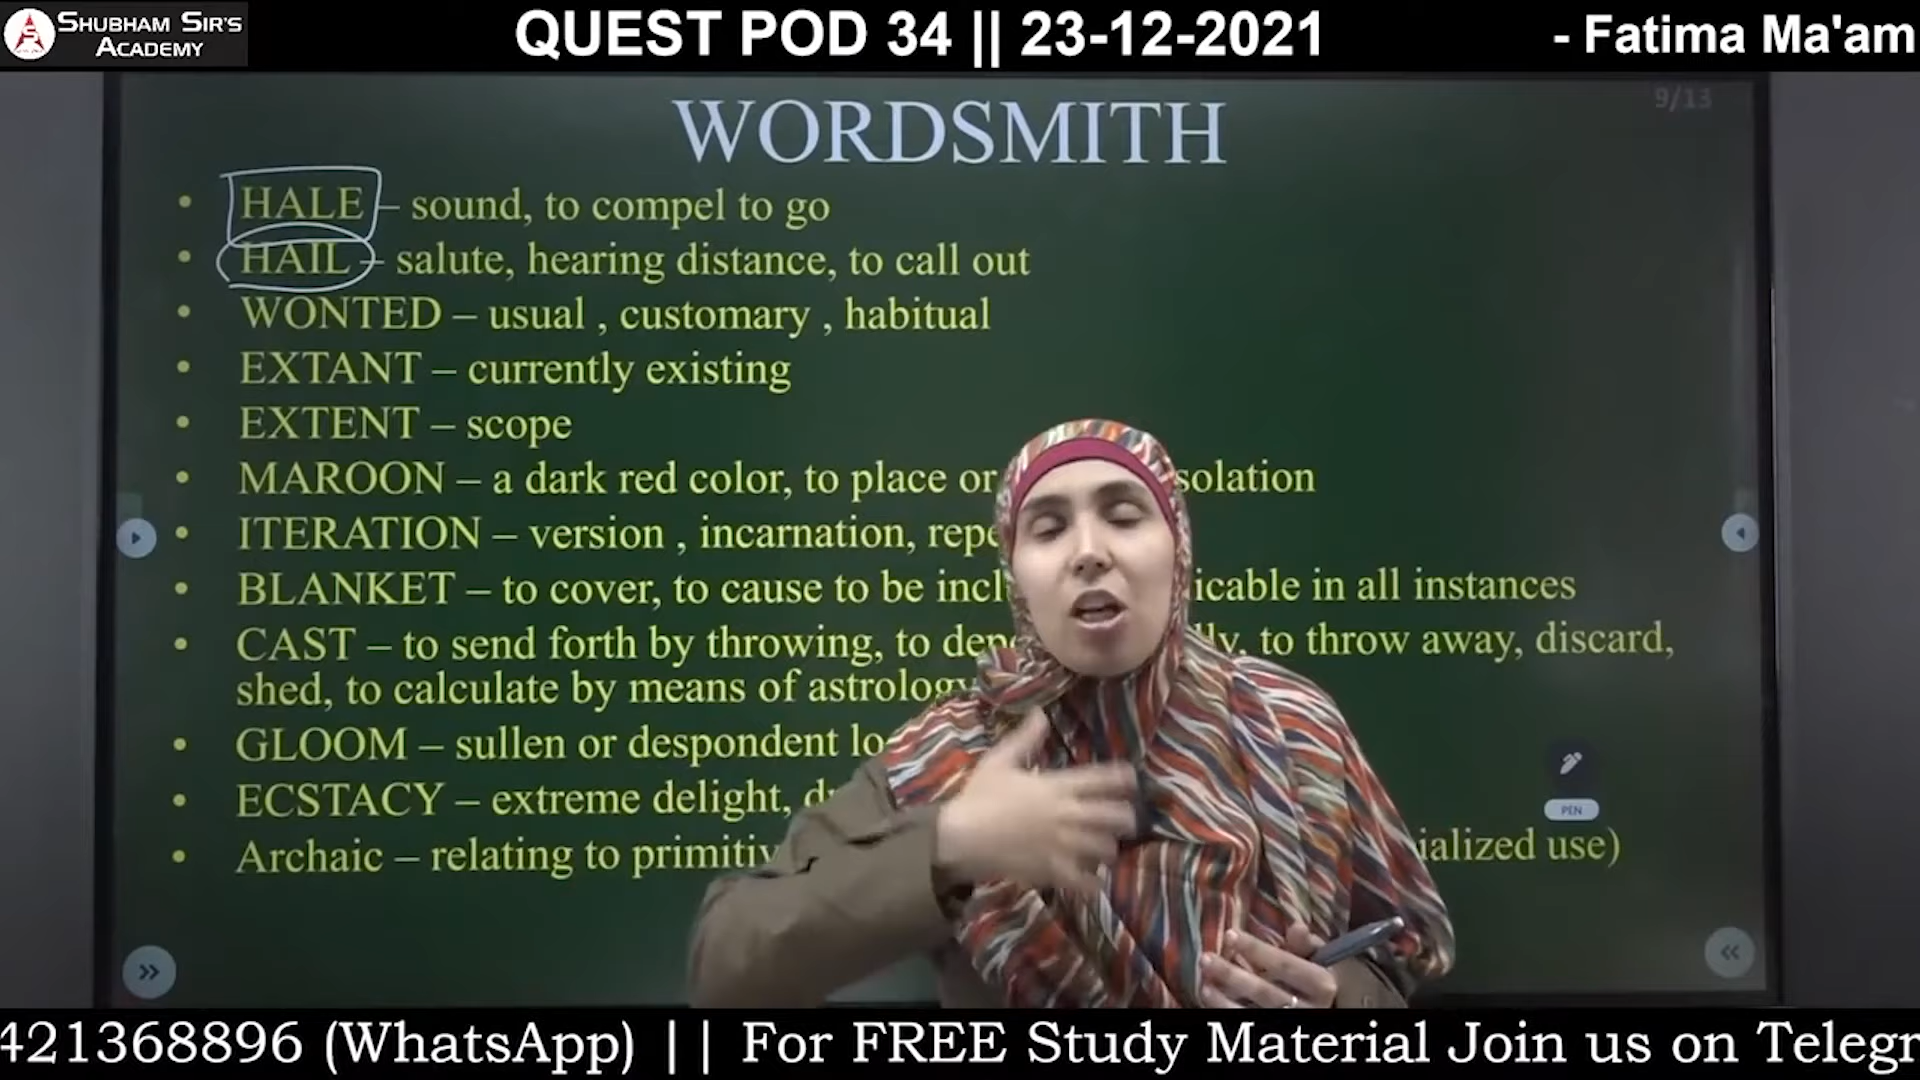 SHUBHAM SIR'S
ACADEMY
QUEST POD 34 || 23-12-2021
- Fatima Ma'am
9/13
WORDSMITH
• HALE – sound, to compel to go
• HAIL – salute, hearing distance, to call out
• WONTED – usual , customary , habitual
• EXTANT – currently existing
• EXTENT – scope
• MAROON – a dark red color, to place or solation
• ITERATION – version , incarnation, repe
• BLANKET – to cover, to cause to be incl icable in all instances
• CAST – to send forth by throwing, to dep lly, to throw away, discard,
shed, to calculate by means of astrology
• GLOOM – sullen or despondent lo
• ECSTACY – extreme delight,
• Archaic – relating to primitiv ialized use)
PEN
421368896 (WhatsApp) || For FREE Study Material Join us on Telegr